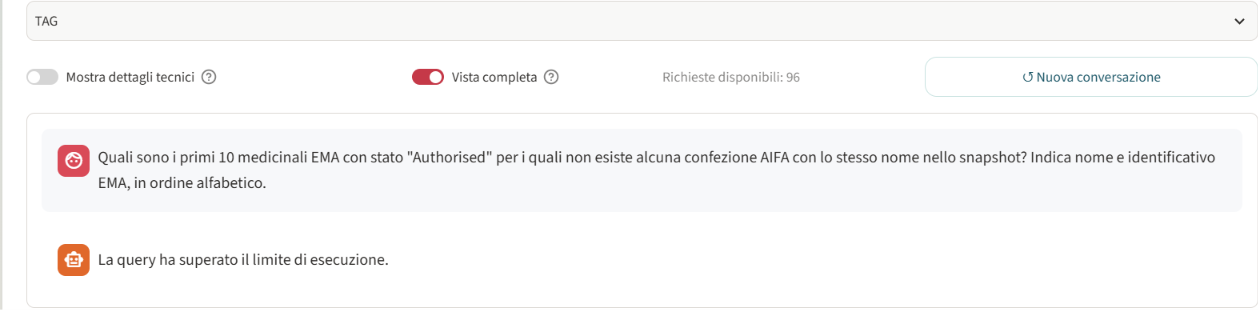 TAG
Mostra dettagli tecnici ?
Vista completa ?
Richieste disponibili: 96
↺ Nuova conversazione
Quali sono i primi 10 medicinali EMA con stato "Authorised" per i quali non esiste alcuna confezione AIFA con lo stesso nome nello snapshot? Indica nome e identificativo
EMA, in ordine alfabetico.
La query ha superato il limite di esecuzione.